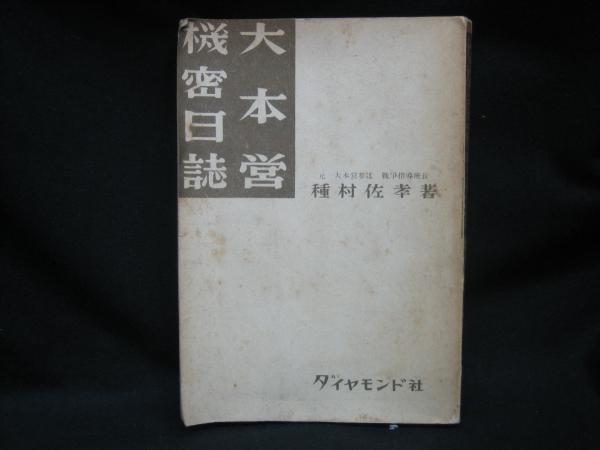 大本営
機密日誌
元 大本営参謀 戦争指導班長
種村佐孝著
ダイヤモンド社